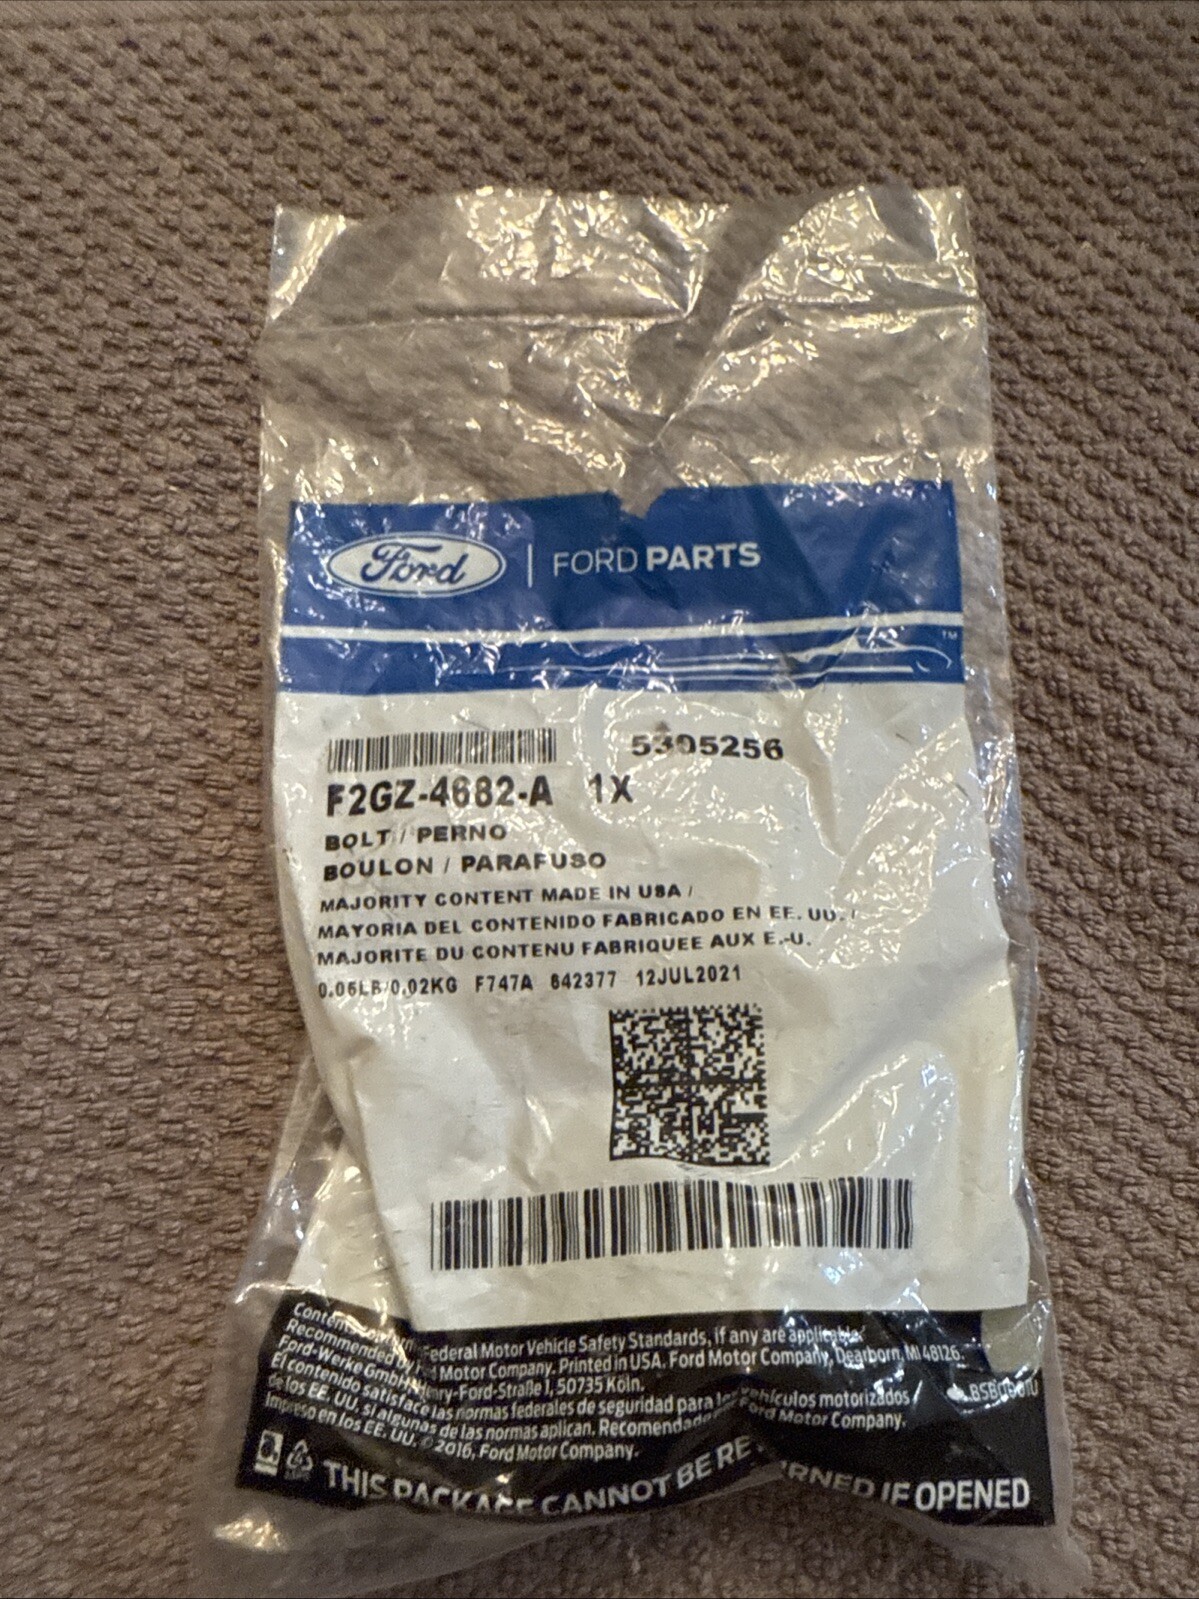 Ford | FORD PARTS
TM
5305256
F2GZ-4682-A 1X
BOLT / PERNO
BOULON / PARAFUSO
MAJORITY CONTENT MADE IN USA /
MAYORIA DEL CONTENIDO FABRICADO EN EE. UU. /
MAJORITE DU CONTENU FABRIQUEE AUX E.-U.
0.05LB/0.02KG F747A 642377 12JUL2021
Federal Motor Vehicle Safety Standards, if any are applicable.
Recommended by Motor Company. Printed in USA. Ford Motor Company, Dearborn, MI 48126.
Ford-Werke GmbH, Henry-Ford-Straße 1, 50735 Köln.
El contenido satisface las normas federales de seguridad para los vehículos motorizados /
de los EE. UU. si algunas de las normas aplican. Recomendado Ford Motor Company.
Impreso en los EE. UU. ©2016, Ford Motor Company.
THIS PACKAGE CANNOT BE RETURNED IF OPENED